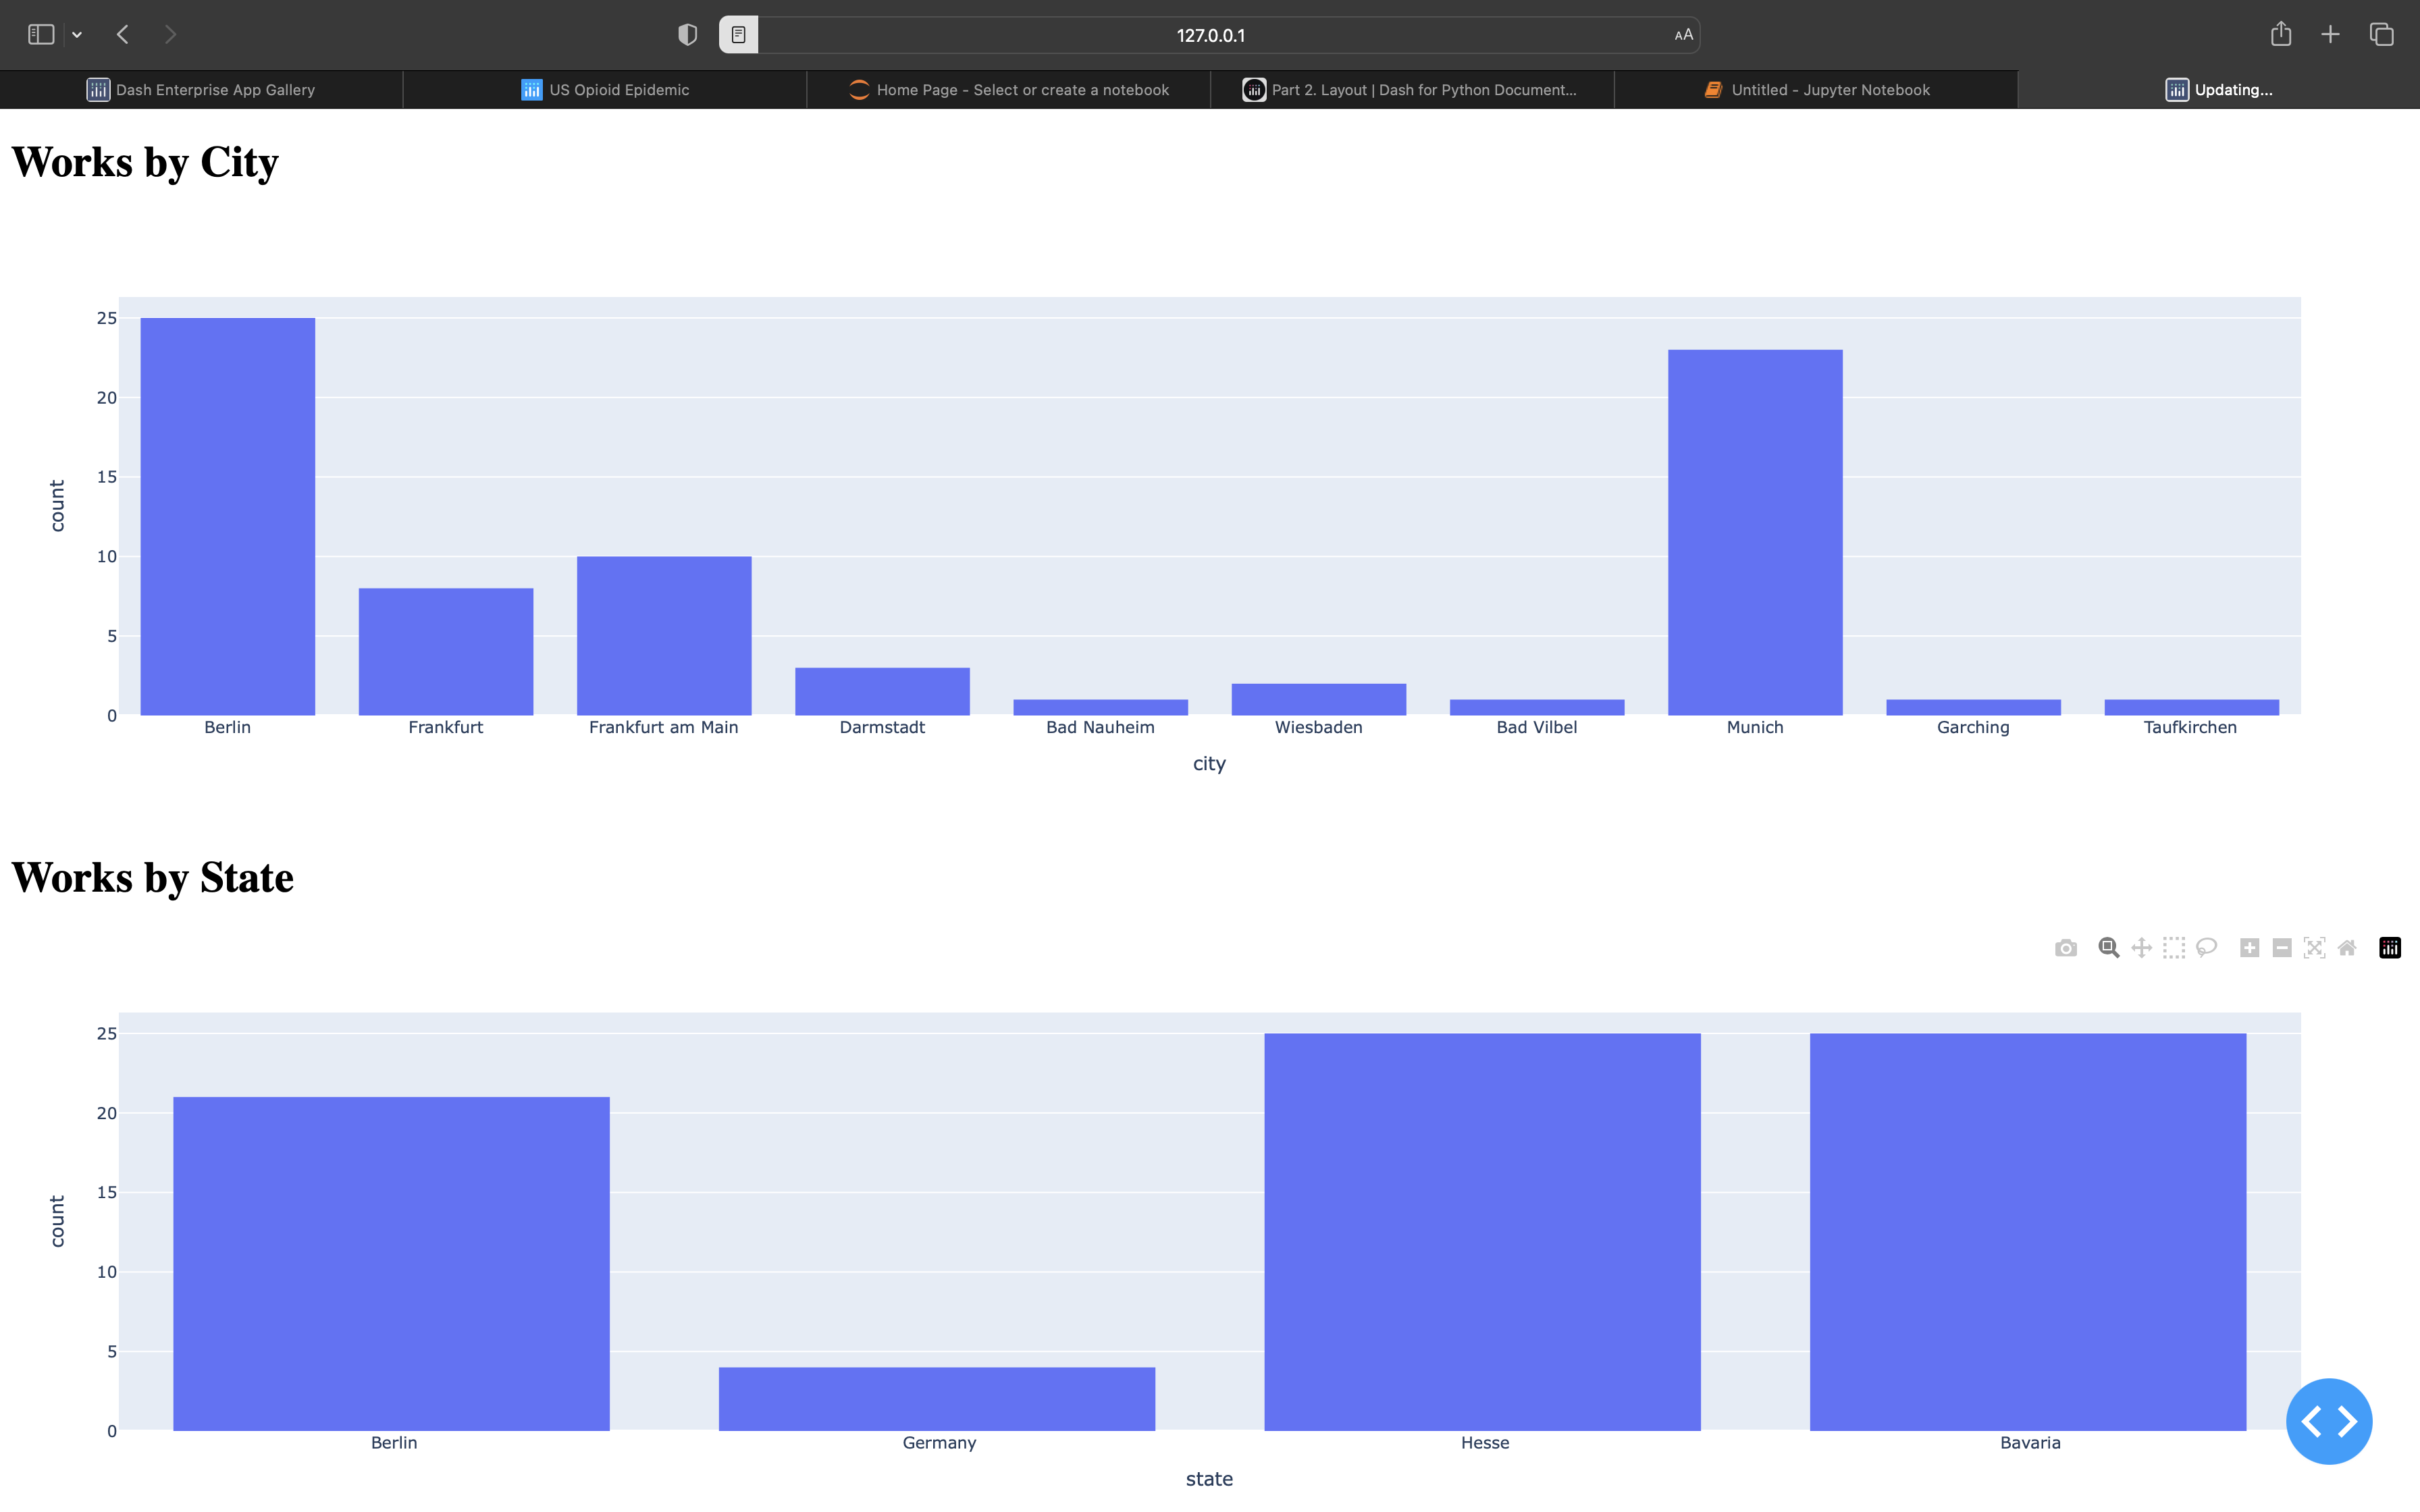 127.0.0.1
AA
Dash Enterprise App Gallery
US Opioid Epidemic
Home Page - Select or create a notebook
Part 2. Layout | Dash for Python Document...
Untitled - Jupyter Notebook
Updating...
Works by City
25
20
15
10
5
0
count
Berlin
Frankfurt
Frankfurt am Main
Darmstadt
Bad Nauheim
Wiesbaden
Bad Vilbel
Munich
Garching
Taufkirchen
city
Works by State
25
20
15
10
5
0
count
Berlin
Germany
Hesse
Bavaria
state